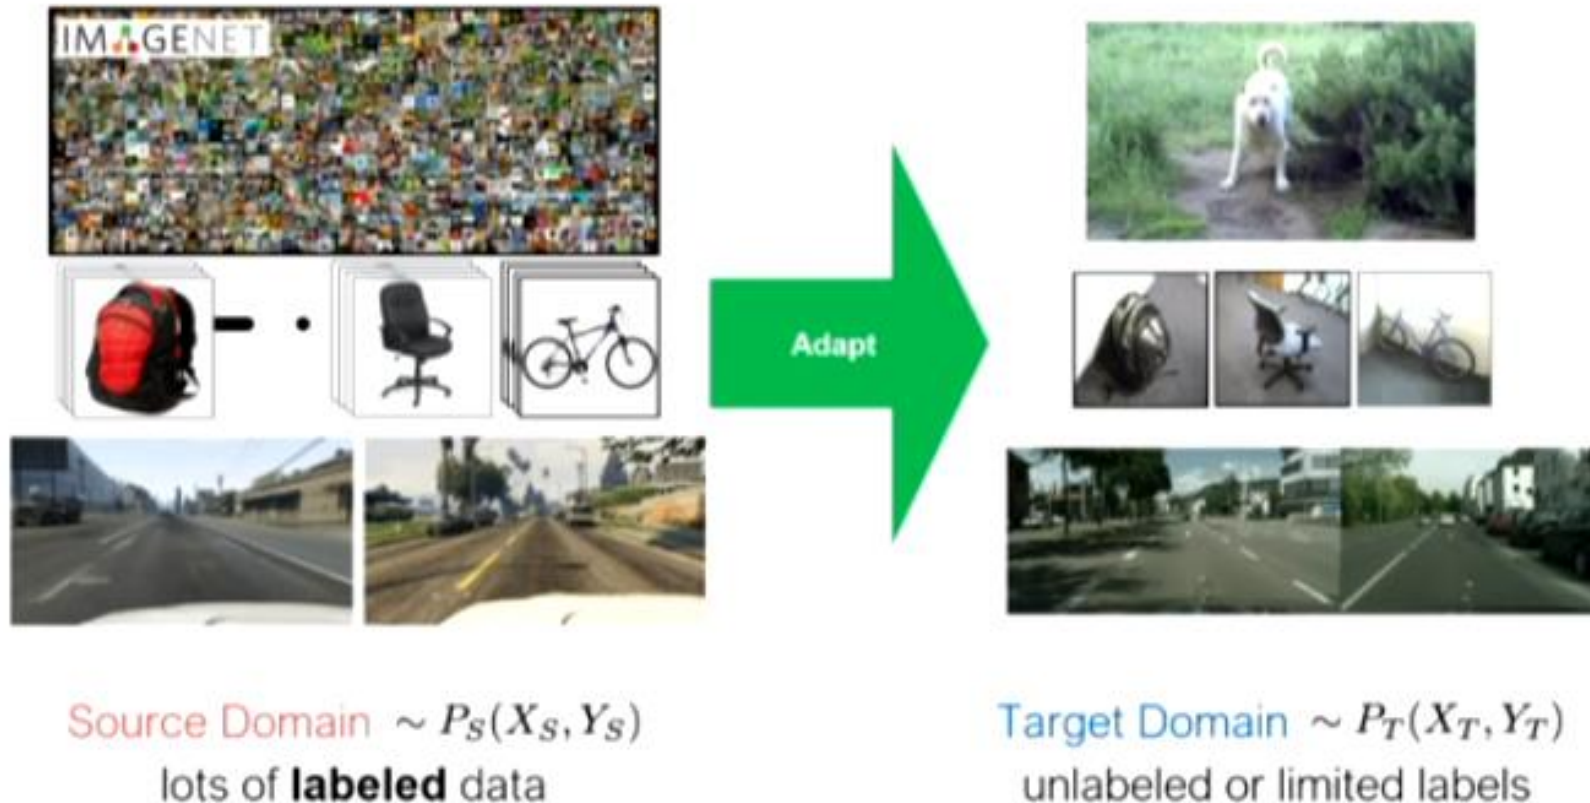 IMAGENET
Adapt
Source Domain ∼ P_S(X_S, Y_S)
lots of labeled data
Target Domain ∼ P_T(X_T, Y_T)
unlabeled or limited labels